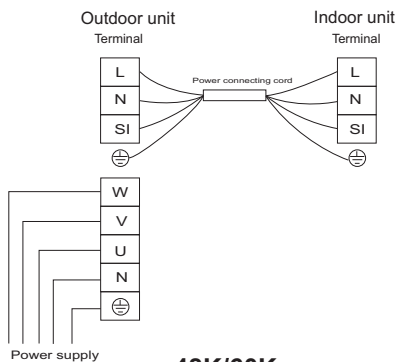 Outdoor unit
Indoor unit
Terminal
Terminal
Power connecting cord
L
L
N
N
SI
SI
W
V
U
N
Power supply